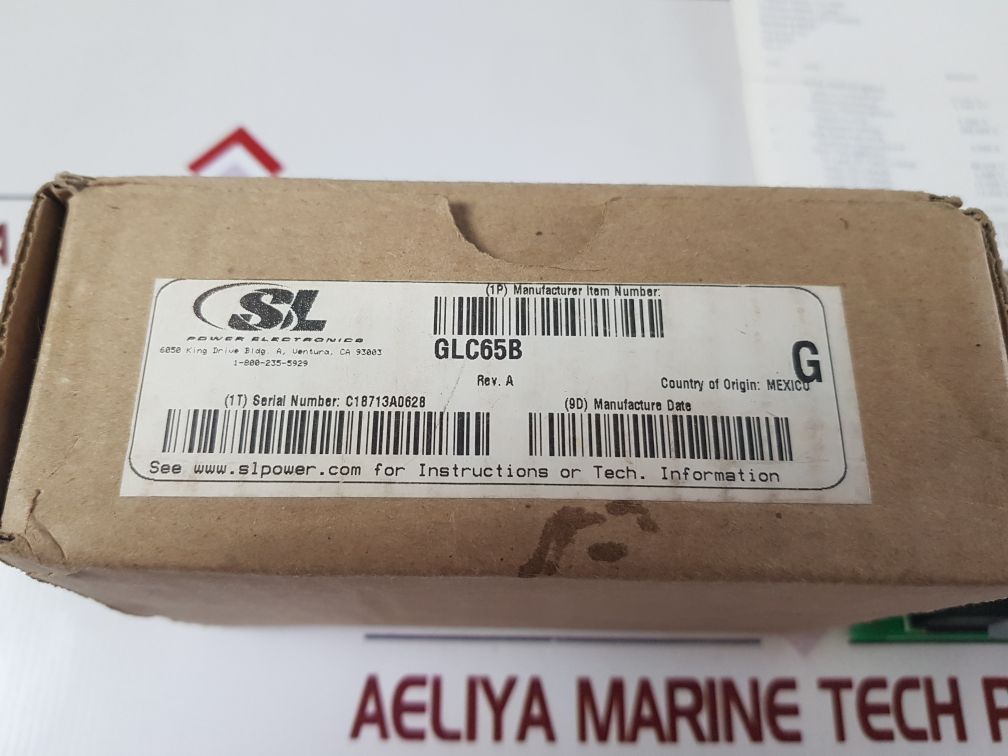 SL
POWER ELECTRONICS
6050 King Drive Bldg. A, Ventura, CA 93003
1-800-235-5929
(1P) Manufacturer Item Number:
GLC65B
Rev. A
G
Country of Origin: MEXICO
(1T) Serial Number: C18713A0628
(9D) Manufacture Date
See www.slpower.com for Instructions or Tech. Information
AELIYA MARINE TECH